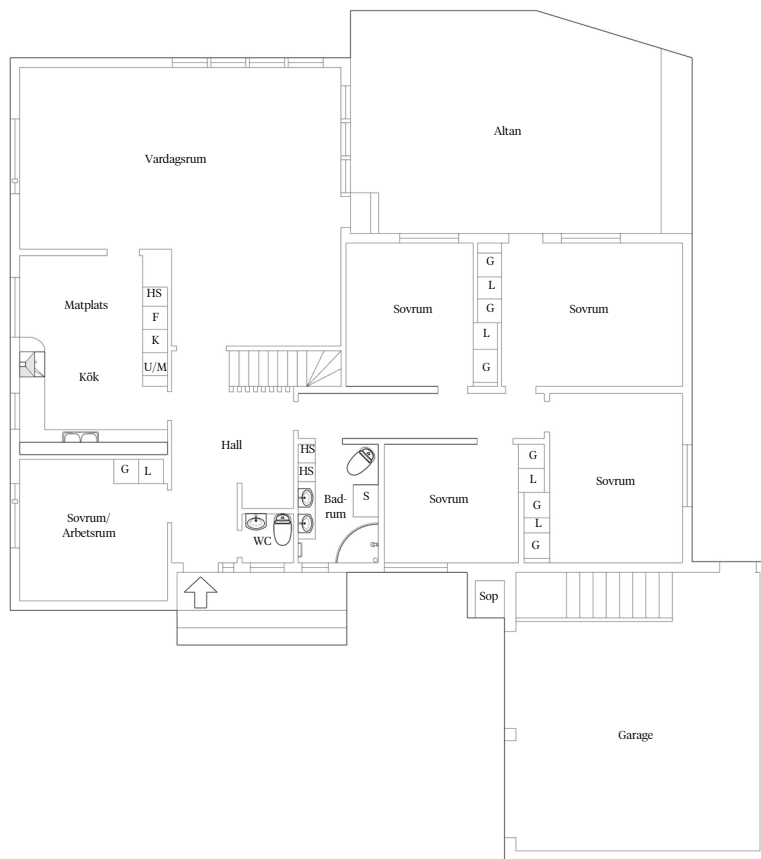 Altan
Vardagsrum
G
L
G
L
G
HS
F
K
U/M
Matplats
Kök
Sovrum
Sovrum
Hall
HS
HS
G
L
Sovrum/
Arbetsrum
WC
Bad-
rum
S
Sovrum
G
L
G
L
G
Sovrum
Sop
Garage